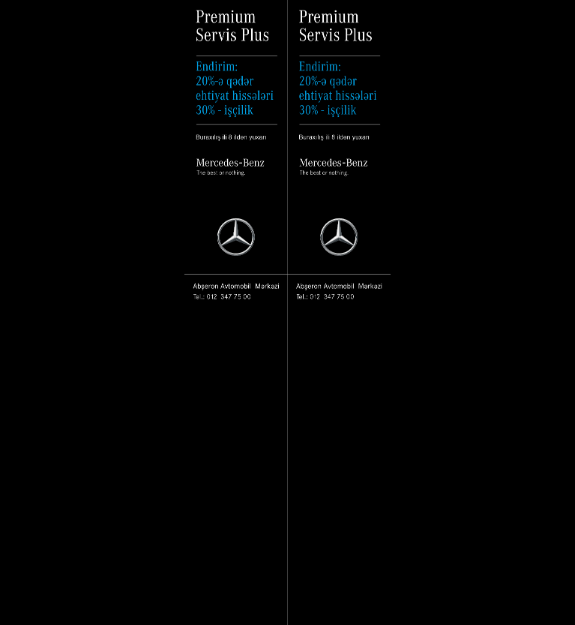 Premium
Servis Plus
Endirim:
20%-ə qədər
ehtiyat hissələri
30% - işçilik
Buraxılış ili 8 ildən yuxarı
Mercedes-Benz
The best or nothing.
Abşeron Avtomobil Mərkəzi
Tel.: 012 347 75 00
Premium
Servis Plus
Endirim:
20%-ə qədər
ehtiyat hissələri
30% - işçilik
Buraxılış ili 8 ildən yuxarı
Mercedes-Benz
The best or nothing.
Abşeron Avtomobil Mərkəzi
Tel.: 012 347 75 00